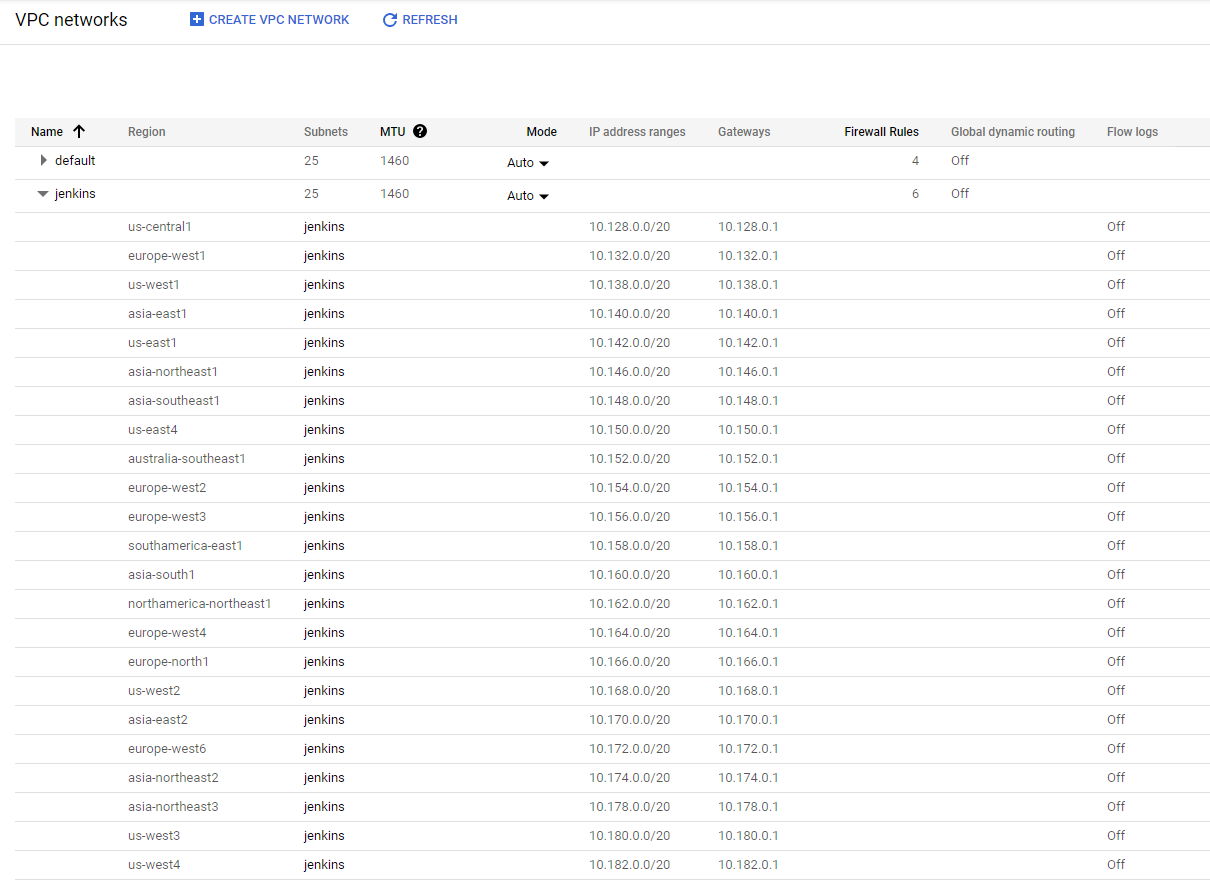 VPC networks CREATE VPC NETWORK REFRESH
Name Region Subnets MTU Mode IP address ranges Gateways Firewall Rules Global dynamic routing Flow logs
default 25 1460 Auto 4 Off
jenkins 25 1460 Auto 6 Off
us-central1 jenkins 10.128.0.0/20 10.128.0.1 Off
europe-west1 jenkins 10.132.0.0/20 10.132.0.1 Off
us-west1 jenkins 10.138.0.0/20 10.138.0.1 Off
asia-east1 jenkins 10.140.0.0/20 10.140.0.1 Off
us-east1 jenkins 10.142.0.0/20 10.142.0.1 Off
asia-northeast1 jenkins 10.146.0.0/20 10.146.0.1 Off
asia-southeast1 jenkins 10.148.0.0/20 10.148.0.1 Off
us-east4 jenkins 10.150.0.0/20 10.150.0.1 Off
australia-southeast1 jenkins 10.152.0.0/20 10.152.0.1 Off
europe-west2 jenkins 10.154.0.0/20 10.154.0.1 Off
europe-west3 jenkins 10.156.0.0/20 10.156.0.1 Off
southamerica-east1 jenkins 10.158.0.0/20 10.158.0.1 Off
asia-south1 jenkins 10.160.0.0/20 10.160.0.1 Off
northamerica-northeast1 jenkins 10.162.0.0/20 10.162.0.1 Off
europe-west4 jenkins 10.164.0.0/20 10.164.0.1 Off
europe-north1 jenkins 10.166.0.0/20 10.166.0.1 Off
us-west2 jenkins 10.168.0.0/20 10.168.0.1 Off
asia-east2 jenkins 10.170.0.0/20 10.170.0.1 Off
europe-west6 jenkins 10.172.0.0/20 10.172.0.1 Off
asia-northeast2 jenkins 10.174.0.0/20 10.174.0.1 Off
asia-northeast3 jenkins 10.178.0.0/20 10.178.0.1 Off
us-west3 jenkins 10.180.0.0/20 10.180.0.1 Off
us-west4 jenkins 10.182.0.0/20 10.182.0.1 Off